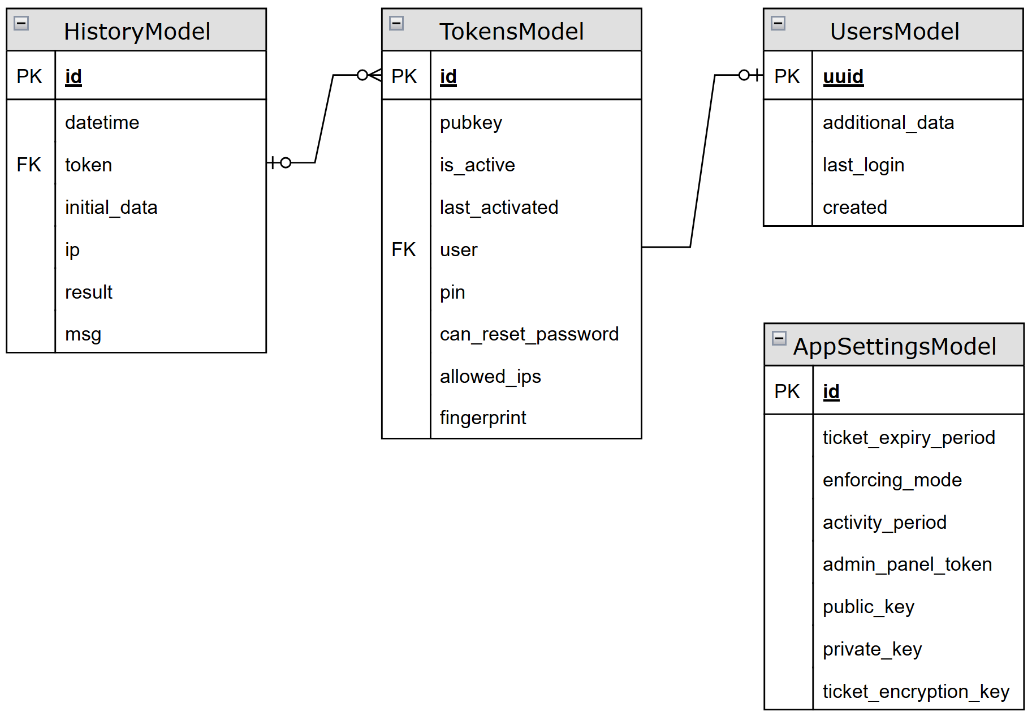 HistoryModel
PK id
datetime
FK token
initial_data
ip
result
msg
TokensModel
PK id
pubkey
is_active
last_activated
FK user
pin
can_reset_password
allowed_ips
fingerprint
UsersModel
PK uuid
additional_data
last_login
created
AppSettingsModel
PK id
ticket_expiry_period
enforcing_mode
activity_period
admin_panel_token
public_key
private_key
ticket_encryption_key